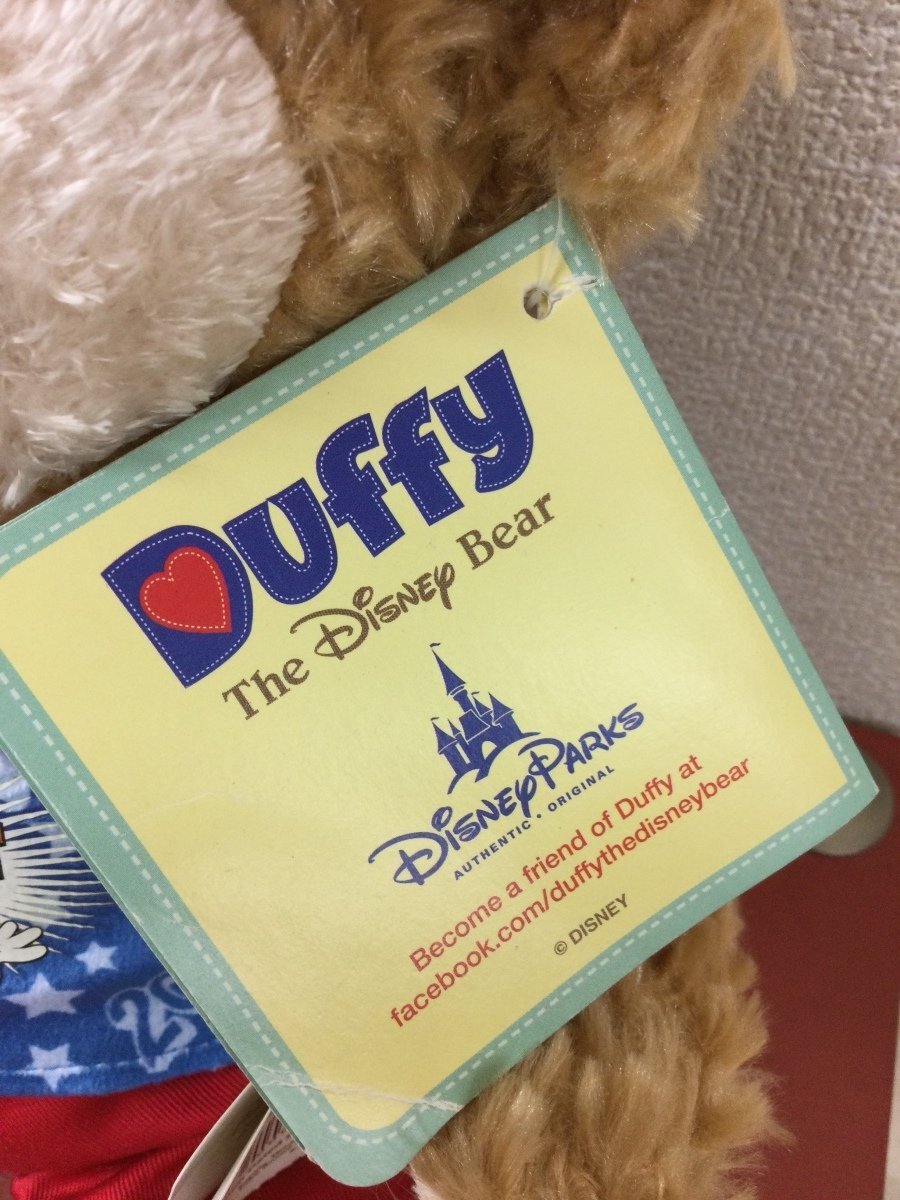 Duffy
The Disney Bear
Disney Parks
AUTHENTIC . ORIGINAL
Become a friend of Duffy at
facebook.com/duffythedisneybear
© DISNEY